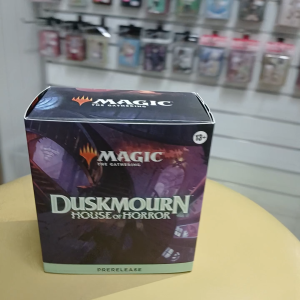 MAGIC
THE GATHERING
MAGIC
THE GATHERING
13+
DUSKMOURN
HOUSE OF HORROR
PRERELEASE